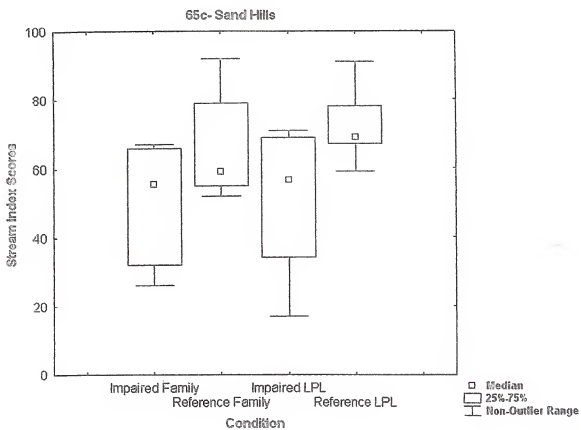 65c- Sand Hills
Stream Index Scores
100
80
60
40
20
0
Impaired Family Impaired LPL
Reference Family Reference LPL
Condition
Median
25%-75%
Non-Outlier Range